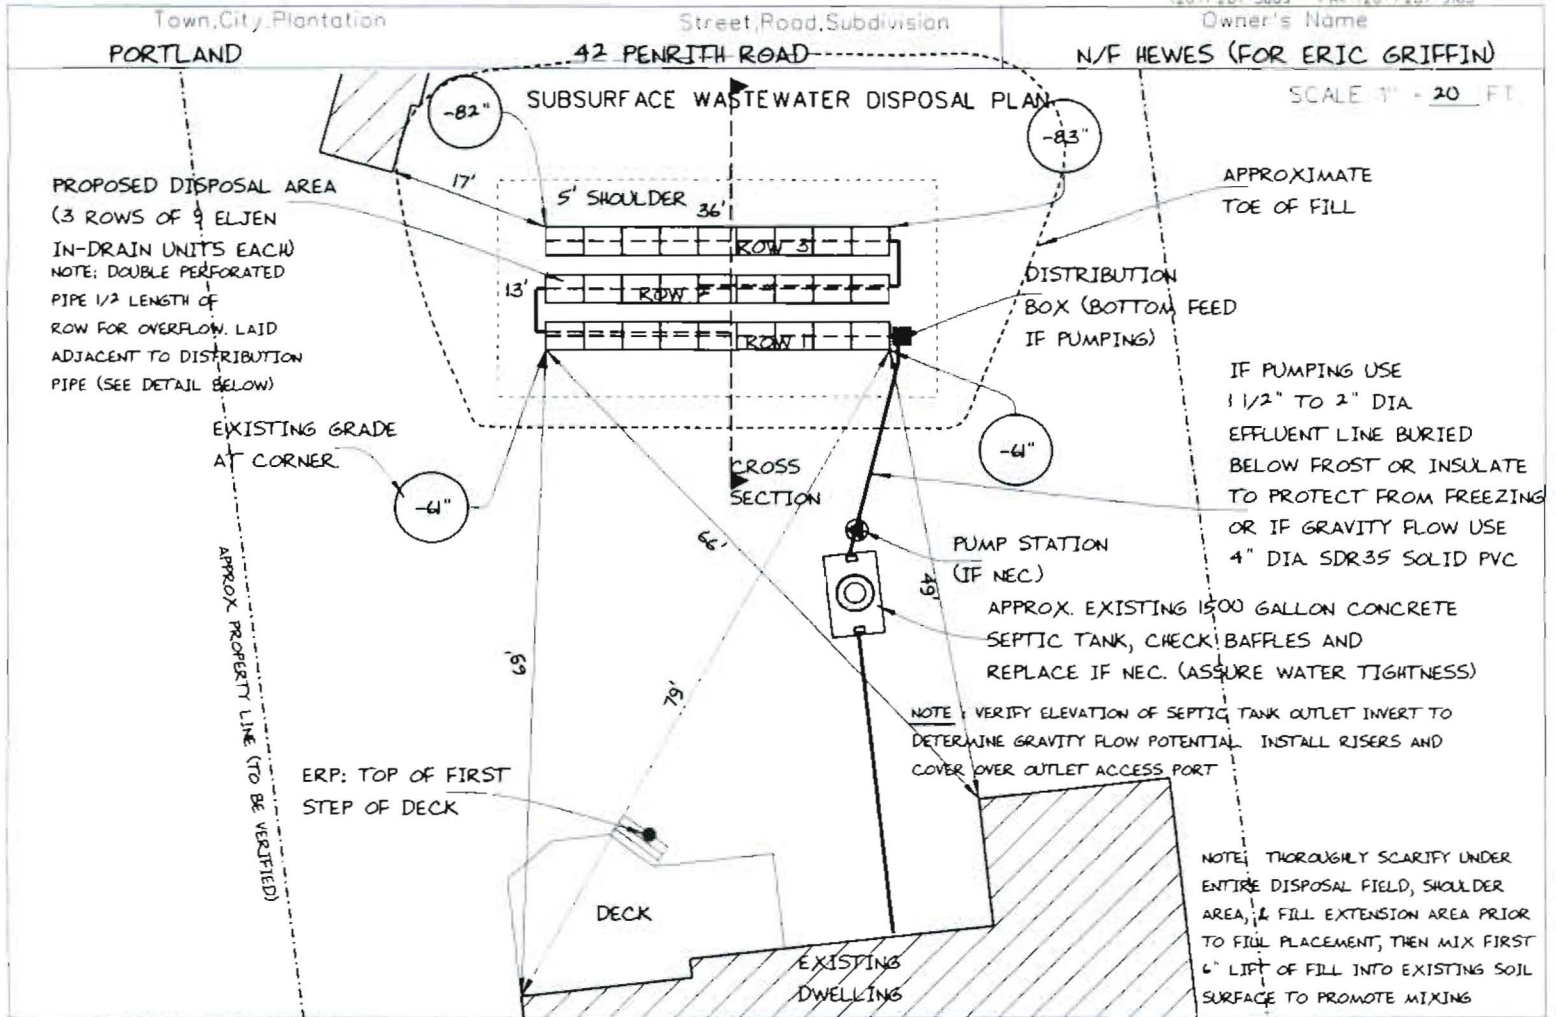 Town,City,Plantation
Street,Road,Subdivision
Owner's Name
PORTLAND
42 PENRITH ROAD
N/F HEWES (FOR ERIC GRIFFIN)
SUBSURFACE WASTEWATER DISPOSAL PLAN
SCALE 1" = 20 FT.
-82"
-83"
17'
PROPOSED DISPOSAL AREA
(3 ROWS OF 9 ELJEN
IN-DRAIN UNITS EACH)
NOTE: DOUBLE PERFORATED
PIPE 1/2 LENGTH OF
ROW FOR OVERFLOW. LAID
ADJACENT TO DISTRIBUTION
PIPE (SEE DETAIL BELOW)
5' SHOULDER
36'
13'
ROW 3
ROW 2
ROW 1
APPROXIMATE
TOE OF FILL
DISTRIBUTION
BOX (BOTTOM FEED
IF PUMPING)
IF PUMPING USE
1 1/2" TO 2" DIA
EFFLUENT LINE BURIED
BELOW FROST OR INSULATE
TO PROTECT FROM FREEZING
OR IF GRAVITY FLOW USE
4" DIA SDR35 SOLID PVC
EXISTING GRADE
AT CORNER
-61"
-61"
CROSS
SECTION
66'
49'
69'
79'
PUMP STATION
(IF NEC.)
APPROX. EXISTING 1500 GALLON CONCRETE
SEPTIC TANK, CHECK BAFFLES AND
REPLACE IF NEC. (ASSURE WATER TIGHTNESS)
NOTE: VERIFY ELEVATION OF SEPTIC TANK OUTLET INVERT TO
DETERMINE GRAVITY FLOW POTENTIAL INSTALL RISERS AND
COVER OVER OUTLET ACCESS PORT
APPROX PROPERTY LINE (TO BE VERIFIED)
ERP: TOP OF FIRST
STEP OF DECK
DECK
EXISTING
DWELLING
NOTE: THOROUGHLY SCARIFY UNDER
ENTIRE DISPOSAL FIELD, SHOULDER
AREA, & FILL EXTENSION AREA PRIOR
TO FILL PLACEMENT, THEN MIX FIRST
6" LIFT OF FILL INTO EXISTING SOIL
SURFACE TO PROMOTE MIXING